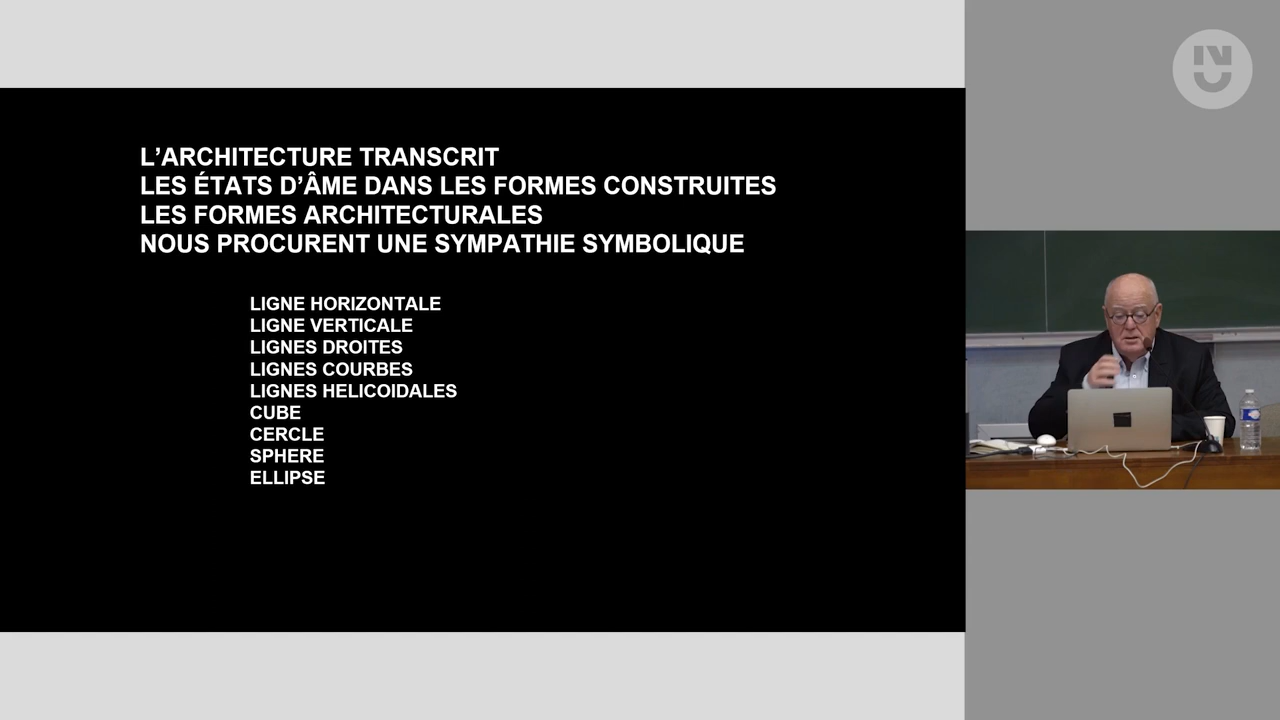 L’ARCHITECTURE TRANSCRIT
LES ÉTATS D’ÂME DANS LES FORMES CONSTRUITES
LES FORMES ARCHITECTURALES
NOUS PROCURENT UNE SYMPATHIE SYMBOLIQUE
LIGNE HORIZONTALE
LIGNE VERTICALE
LIGNES DROITES
LIGNES COURBES
LIGNES HELICOIDALES
CUBE
CERCLE
SPHERE
ELLIPSE